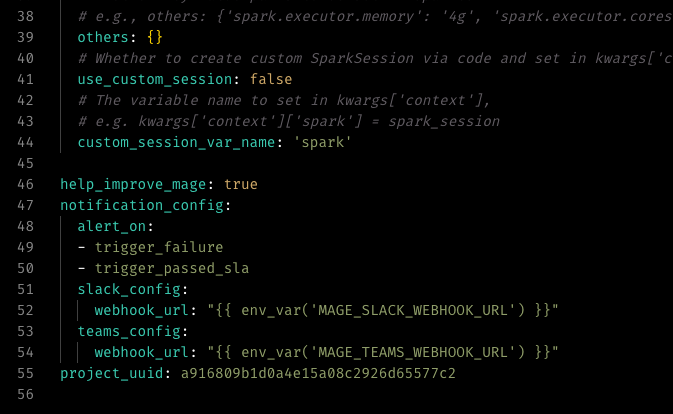 38 # e.g., others: {'spark.executor.memory': '4g', 'spark.executor.cores
39 others: {}
40 # Whether to create custom SparkSession via code and set in kwargs['c
41 use_custom_session: false
42 # The variable name to set in kwargs['context'],
43 # e.g. kwargs['context']['spark'] = spark_session
44 custom_session_var_name: 'spark'
45
46 help_improve_mage: true
47 notification_config:
48 alert_on:
49 - trigger_failure
50 - trigger_passed_sla
51 slack_config:
52 webhook_url: "{{ env_var('MAGE_SLACK_WEBHOOK_URL') }}"
53 teams_config:
54 webhook_url: "{{ env_var('MAGE_TEAMS_WEBHOOK_URL') }}"
55 project_uuid: a916809b1d0a4e15a08c2926d65577c2
56